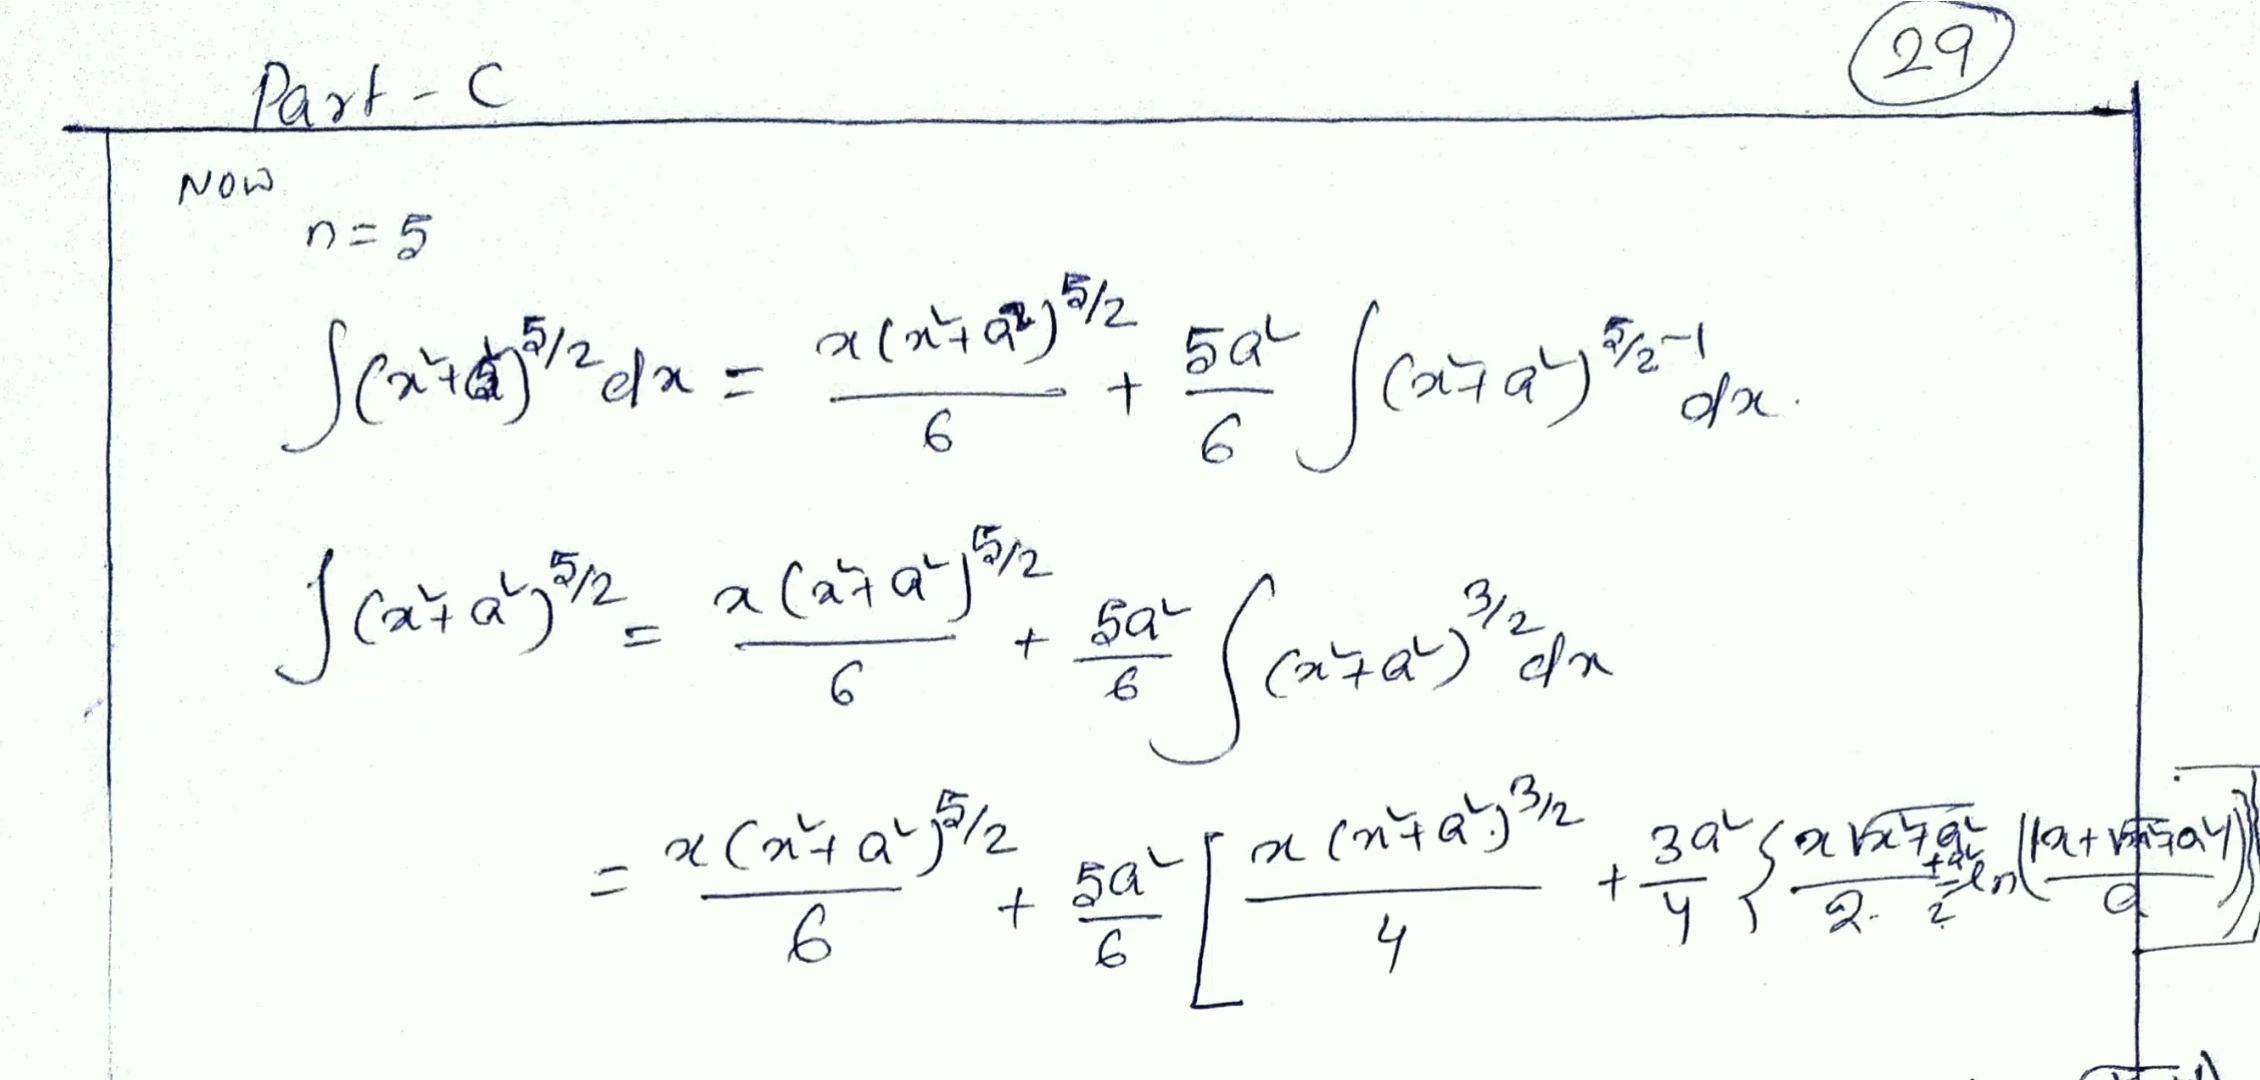 29
Part - C
NOW
n = 5
∫(x²+a²)^5/2 dx = x(x²+a²)^5/2 / 6 + 5a²/6 ∫(x²+a²)^5/2-1 dx.
∫(x²+a²)^5/2 = x(x²+a²)^5/2 / 6 + 5a²/6 ∫(x²+a²)^3/2 dx
= x(x²+a²)^5/2 / 6 + 5a²/6 [ x(x²+a²)^3/2 / 4 + 3a²/4 { x√x²+a² / 2 + a²/2 ln(|x+√x²+a²| / a) } ]